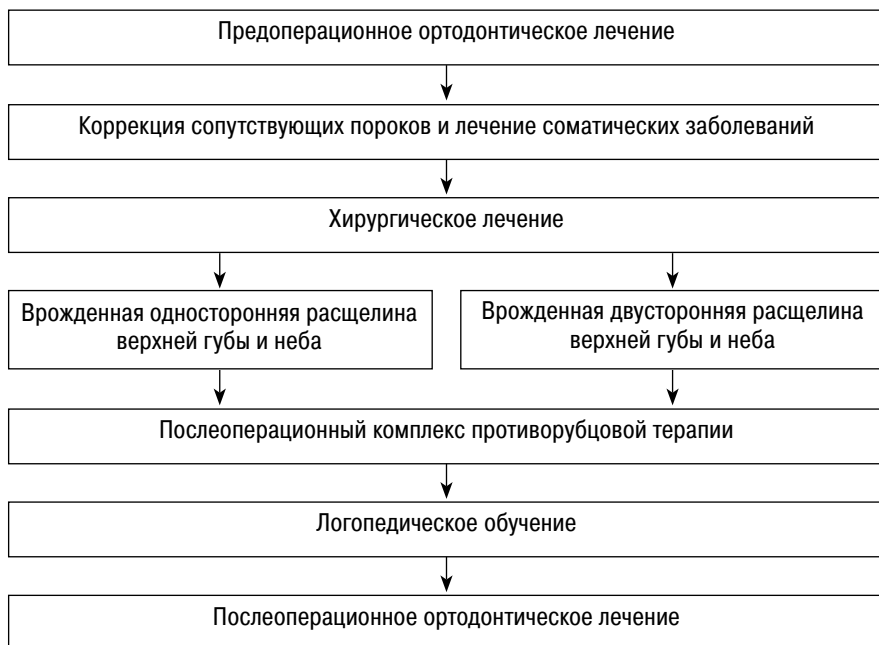 Предоперационное ортодонтическое лечение
Коррекция сопутствующих пороков и лечение соматических заболеваний
Хирургическое лечение
Врожденная односторонняя расщелина
верхней губы и неба
Врожденная двусторонняя расщелина
верхней губы и неба
Послеоперационный комплекс противорубцовой терапии
Логопедическое обучение
Послеоперационное ортодонтическое лечение